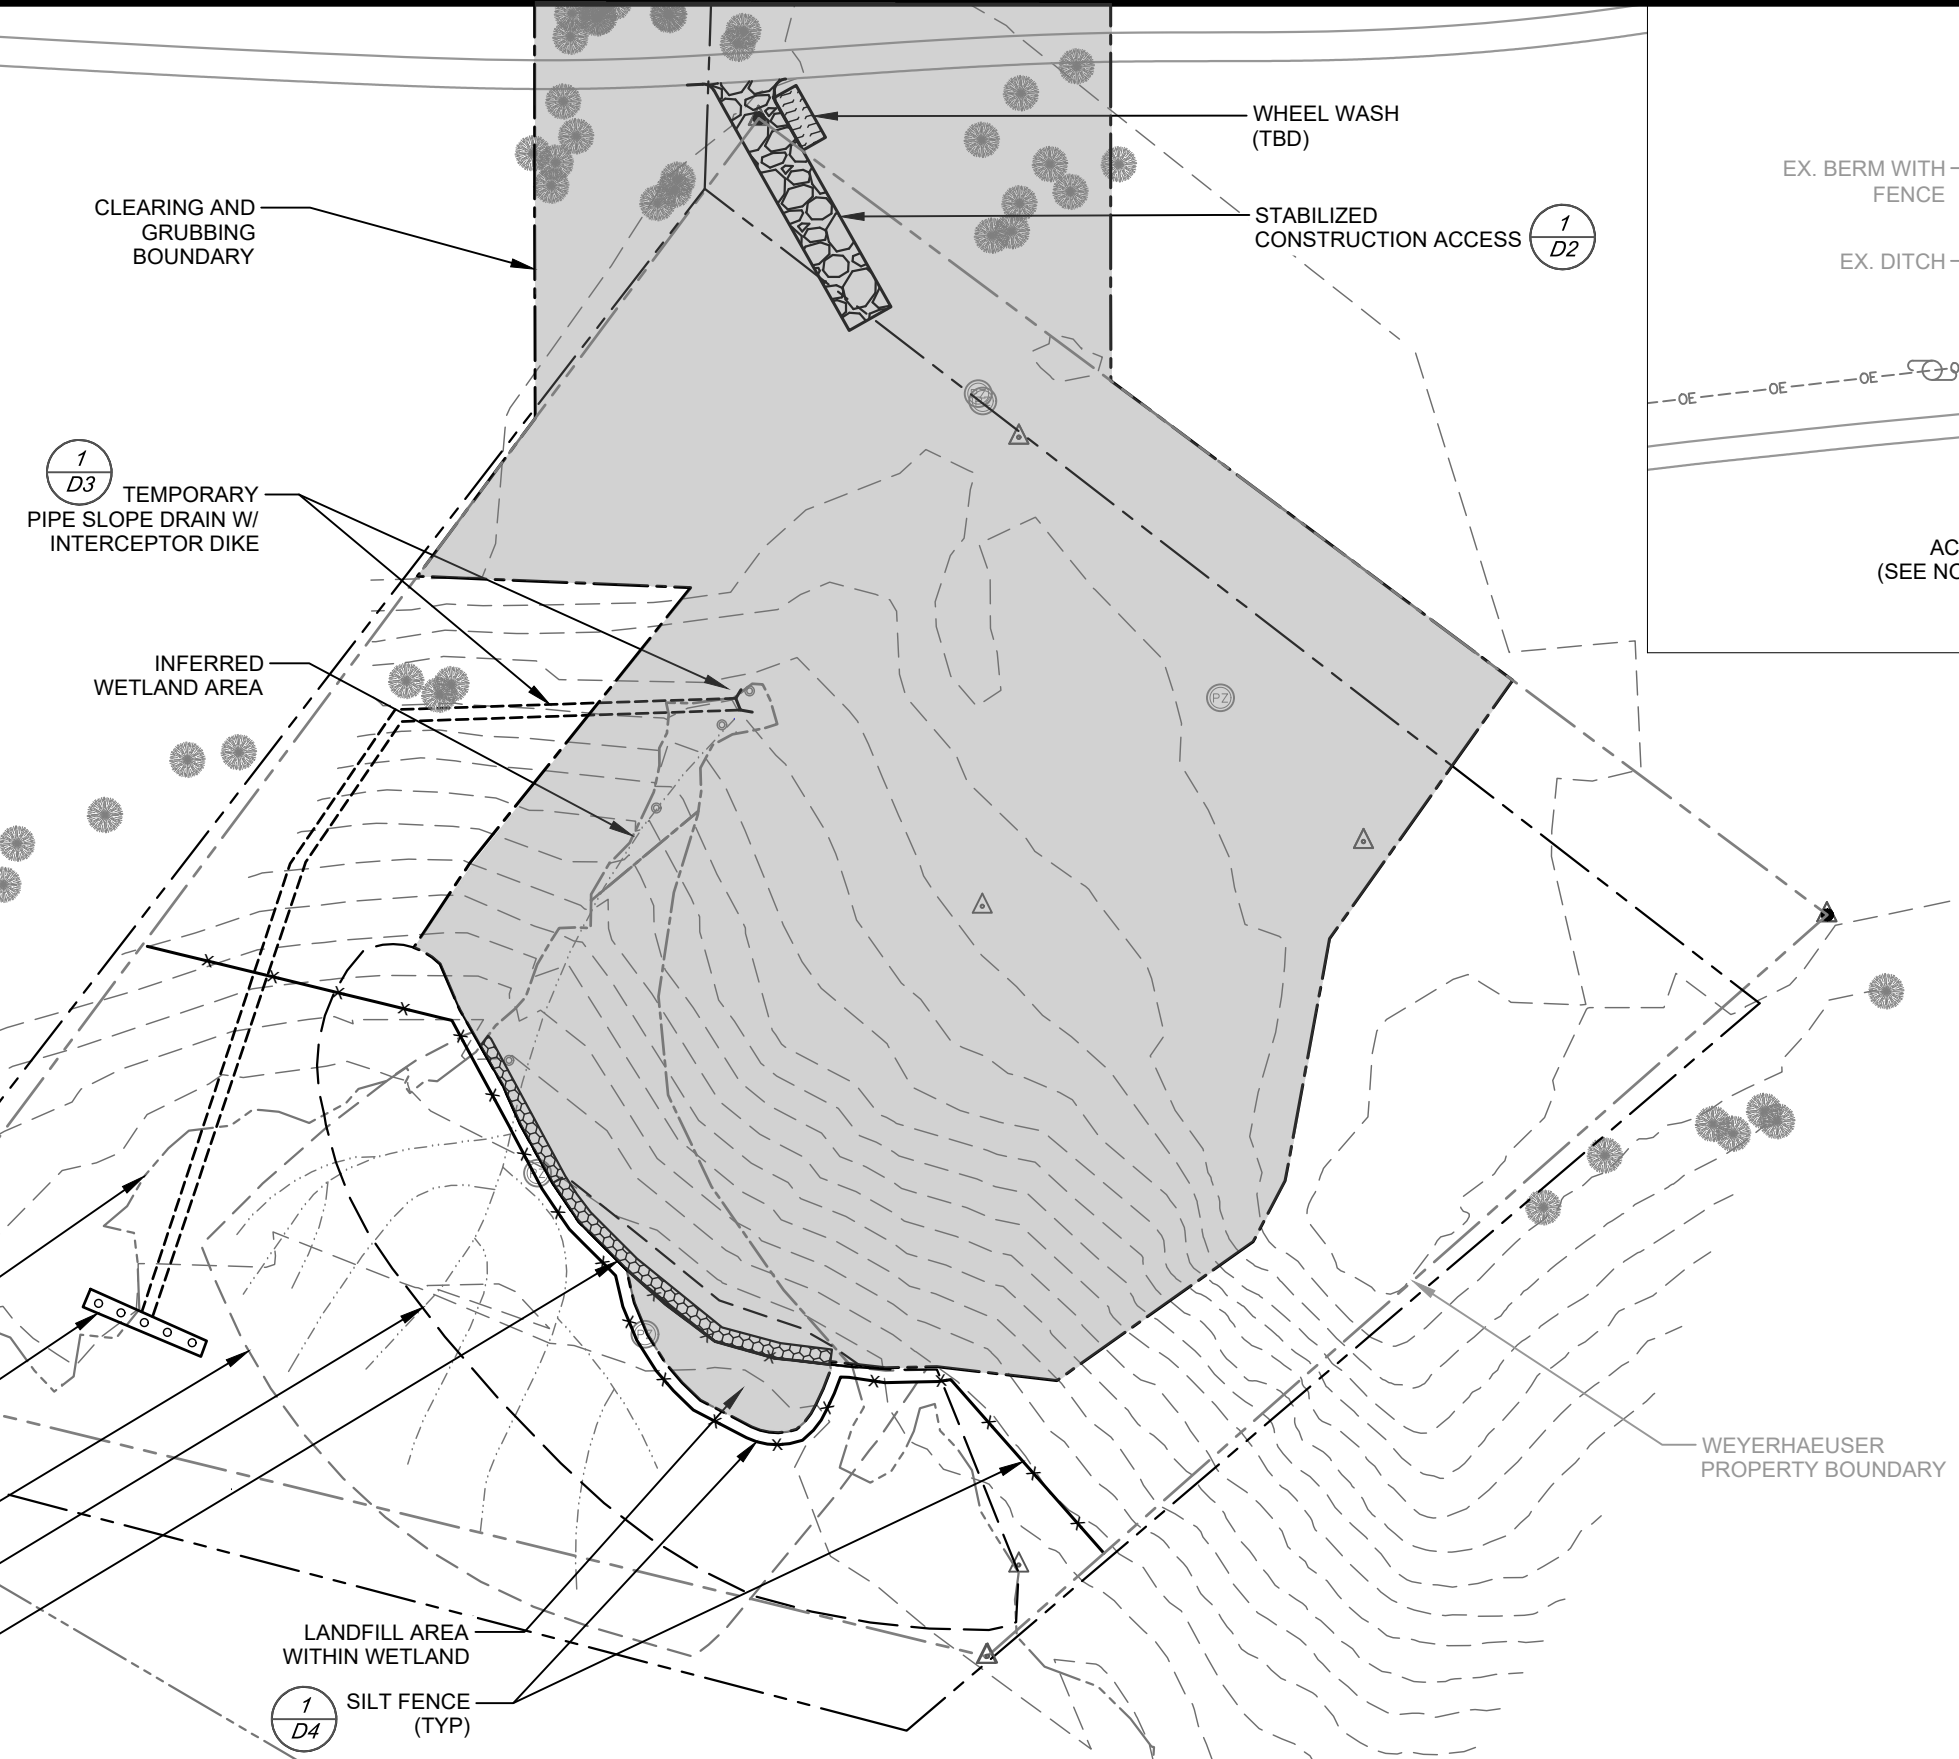 WHEEL WASH
(TBD)
EX. BERM WITH
FENCE
CLEARING AND
GRUBBING
BOUNDARY
STABILIZED
CONSTRUCTION ACCESS
1
D2
EX. DITCH
OE
OE
OE
1
D3
TEMPORARY
PIPE SLOPE DRAIN W/
INTERCEPTOR DIKE
AC
(SEE NO
INFERRED
WETLAND AREA
PZ
WEYERHAEUSER
PROPERTY BOUNDARY
LANDFILL AREA
WITHIN WETLAND
1
D4
SILT FENCE
(TYP)